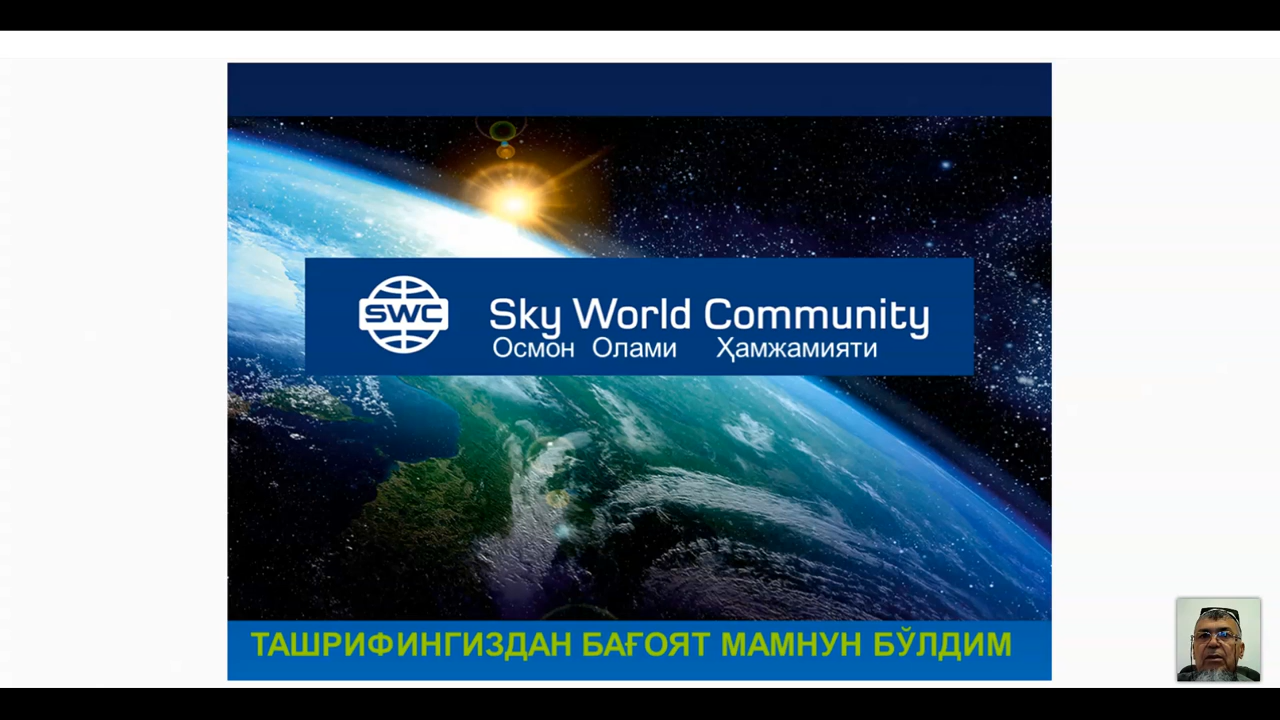 SWC
Sky World Community
Осмон Олами Ҳамжамияти
ТАШРИФИНГИЗДАН БАҒОЯТ МАМНУН БЎЛДИМ